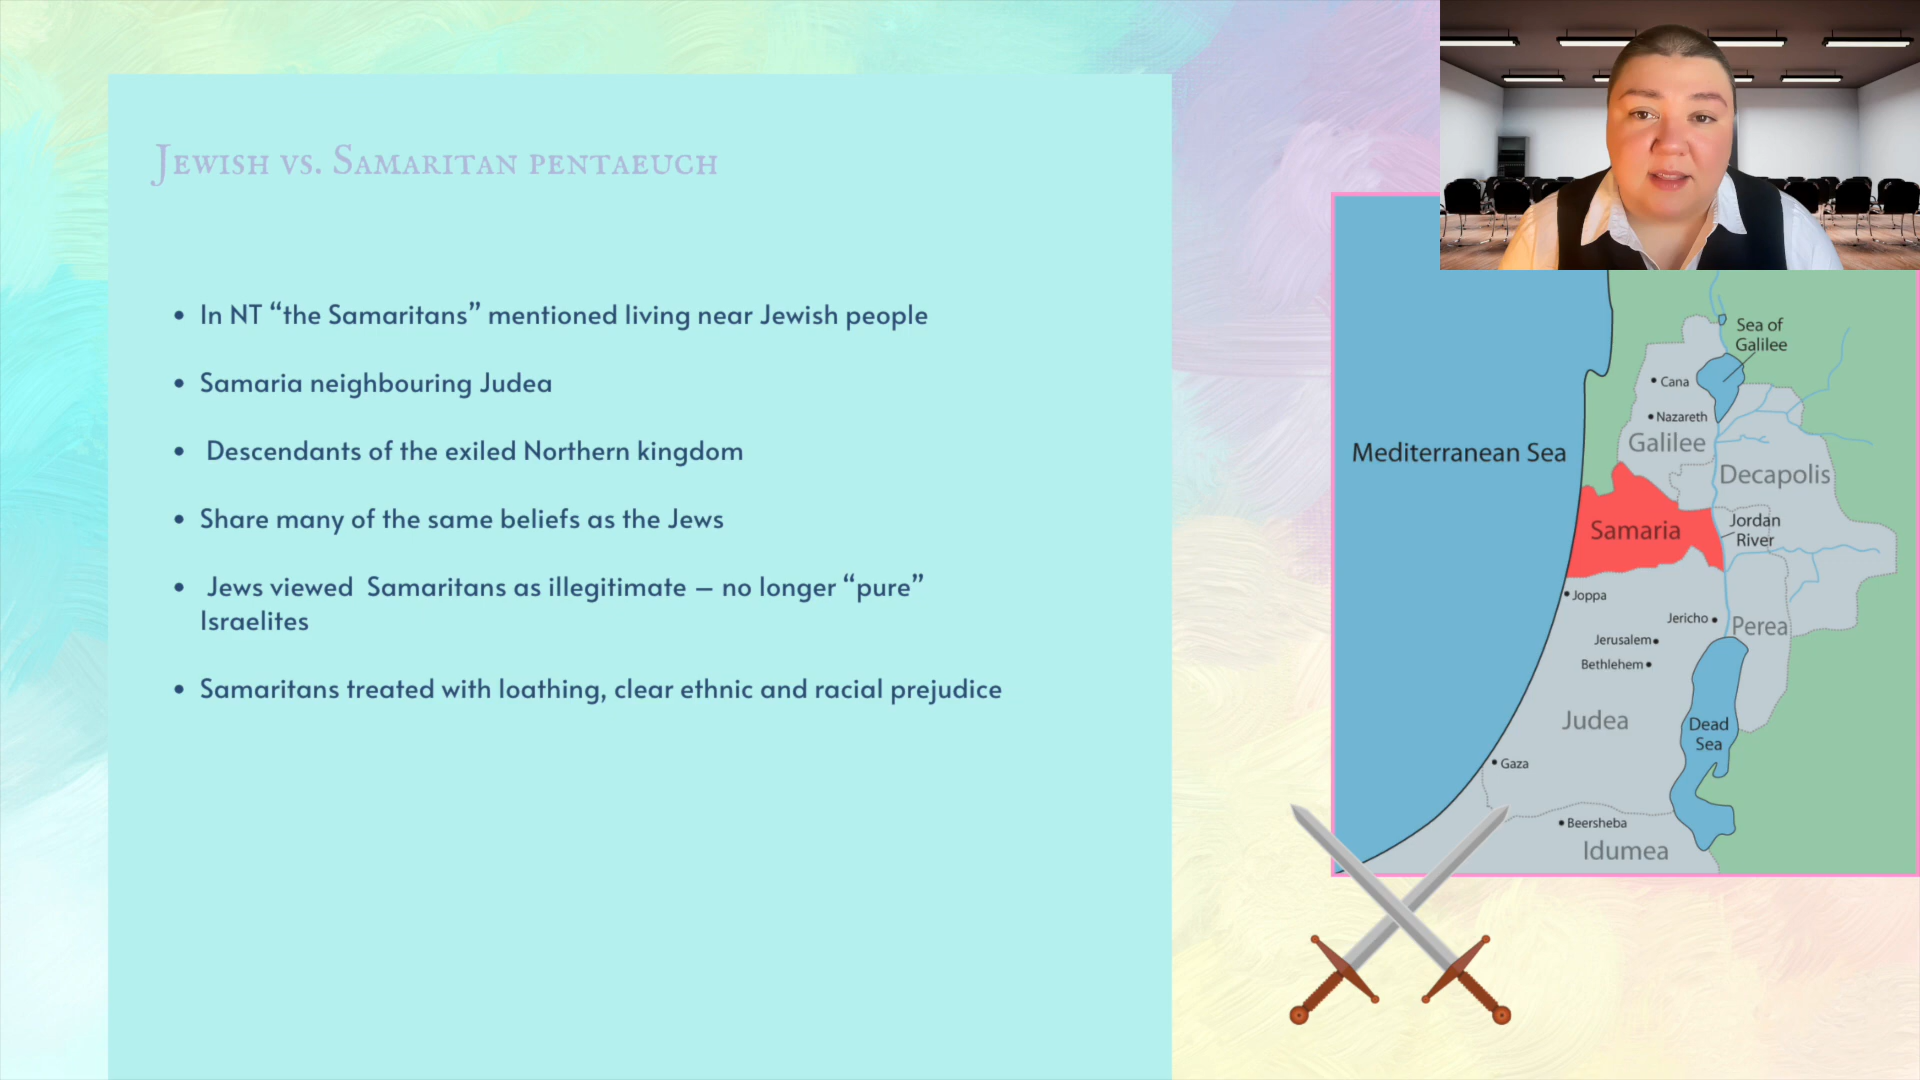 Jewish vs. Samaritan pentaeuch
• In NT “the Samaritans” mentioned living near Jewish people
• Samaria neighbouring Judea
• Descendants of the exiled Northern kingdom
• Share many of the same beliefs as the Jews
• Jews viewed Samaritans as illegitimate – no longer “pure”
Israelites
• Samaritans treated with loathing, clear ethnic and racial prejudice
Sea of
Galilee
Cana
Nazareth
Galilee
Mediterranean Sea
Decapolis
Samaria
Jordan
River
Joppa
Jericho
Perea
Jerusalem
Bethlehem
Judea
Dead
Sea
Gaza
Beersheba
Idumea